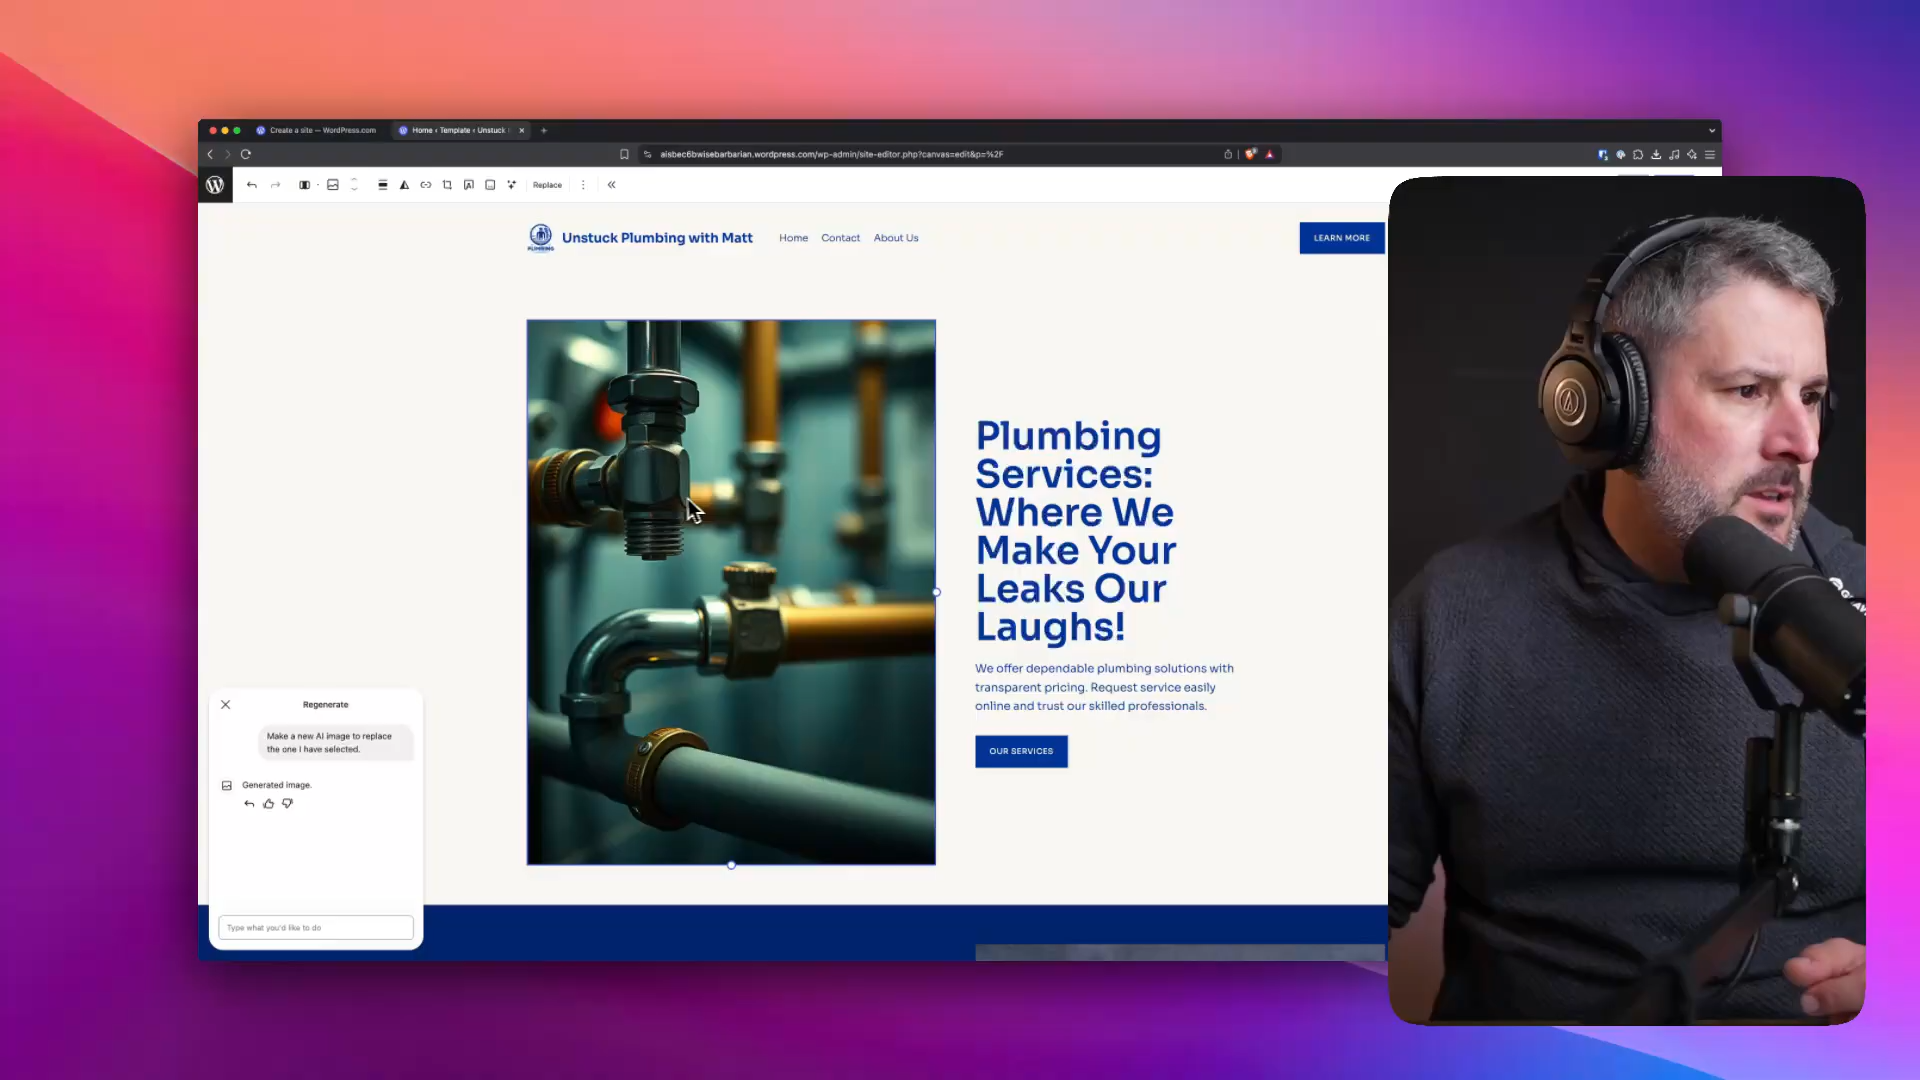 Create a site — WordPress.com
Home ‹ Template ‹ Unstuck
aisbec6bwisebarbarian.wordpress.com/wp-admin/site-editor.php?canvas=edit&p=%2F
Replace
PLUMBING
Unstuck Plumbing with Matt
Home
Contact
About Us
LEARN MORE
Plumbing
Services:
Where We
Make Your
Leaks Our
Laughs!
We offer dependable plumbing solutions with
transparent pricing. Request service easily
online and trust our skilled professionals.
OUR SERVICES
Regenerate
Make a new AI image to replace
the one I have selected.
Generated image.
Type what you'd like to do